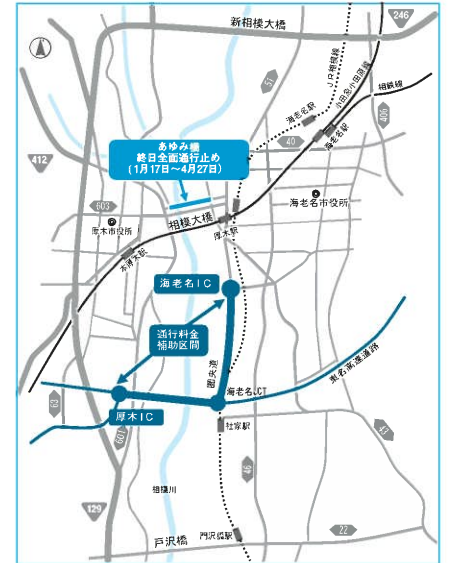 新相模大橋
246
JR相模線
小田急小田原線
相鉄線
51
海老名駅
海老名駅
406
40
あゆみ橋
終日全面通行止め
(1月17日~4月27日)
412
603
厚木市役所
相模大橋
海老名市役所
厚木駅
本厚木駅
海老名IC
通行料金
補助区間
圏央道
東名高速道路
海老名JCT
63
厚木IC
601
社家駅
43
46
相模川
129
戸沢橋
門沢橋駅
22